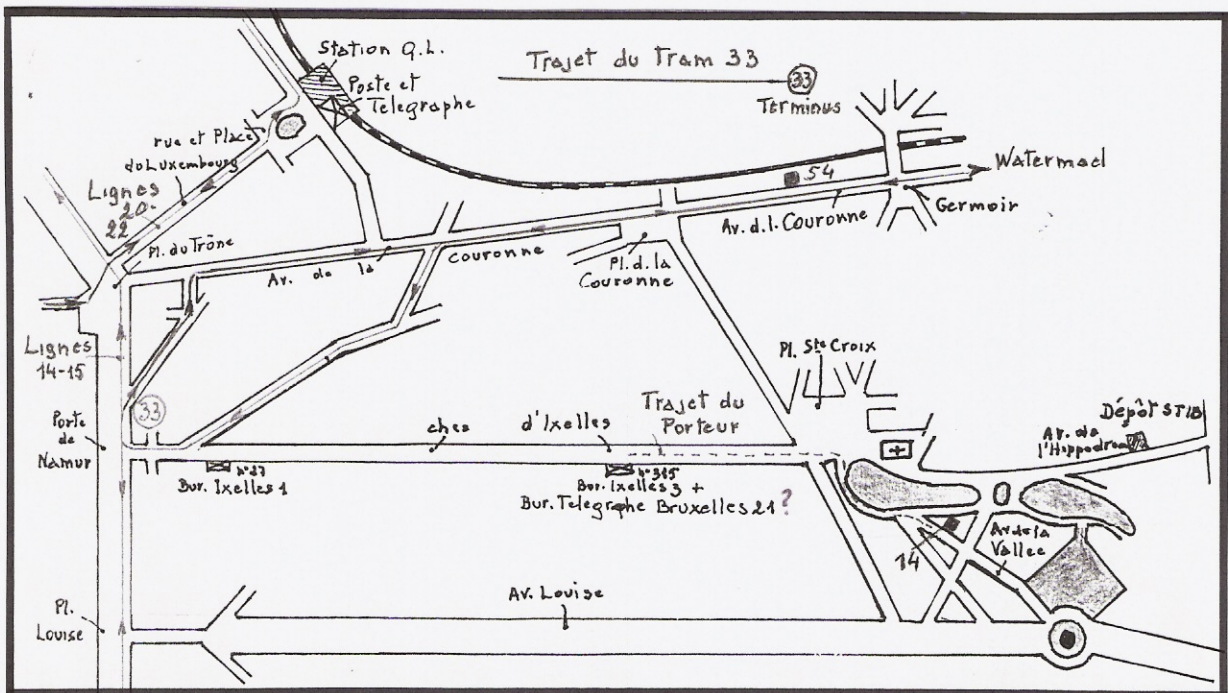 Station Q.L.
Poste et
Telegraphe
Trajet du Tram 33
33
Terminus
rue et Place
du Luxembourg
Lignes
20-
22
Pl. du Trône
54
Watermael
Germoir
Av. d. l. Couronne
Av. de la Couronne
Pl. d. la
Couronne
Lignes
14-15
33
Porte
de
Namur
Pl. Ste Croix
Trajet du
Porteur
ches d'Ixelles
Dépôt STIB
Av. de
l'Hippodrome
n°27
Bur. Ixelles 1
n°315
Bur. Ixelles 3 +
Bur. Telegraphe Bruxelles 21 ?
14
Av de la
Vallee
Av. Louise
Pl.
Louise